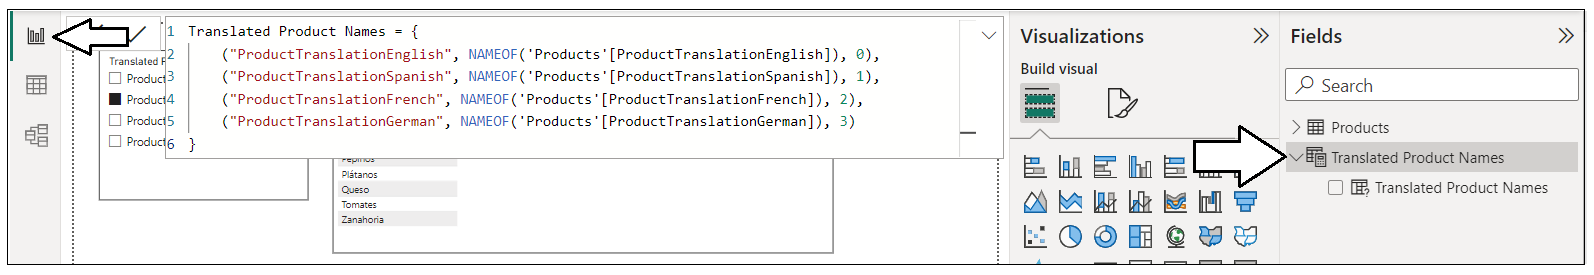 Translated P
Product
Product
Product
Product
1 Translated Product Names = {
2 ("ProductTranslationEnglish", NAMEOF('Products'[ProductTranslationEnglish]), 0),
3 ("ProductTranslationSpanish", NAMEOF('Products'[ProductTranslationSpanish]), 1),
4 ("ProductTranslationFrench", NAMEOF('Products'[ProductTranslationFrench]), 2),
5 ("ProductTranslationGerman", NAMEOF('Products'[ProductTranslationGerman]), 3)
6 }
Pepinos
Plátanos
Queso
Tomates
Zanahoria
Visualizations
Build visual
Fields
Search
Products
Translated Product Names
Translated Product Names